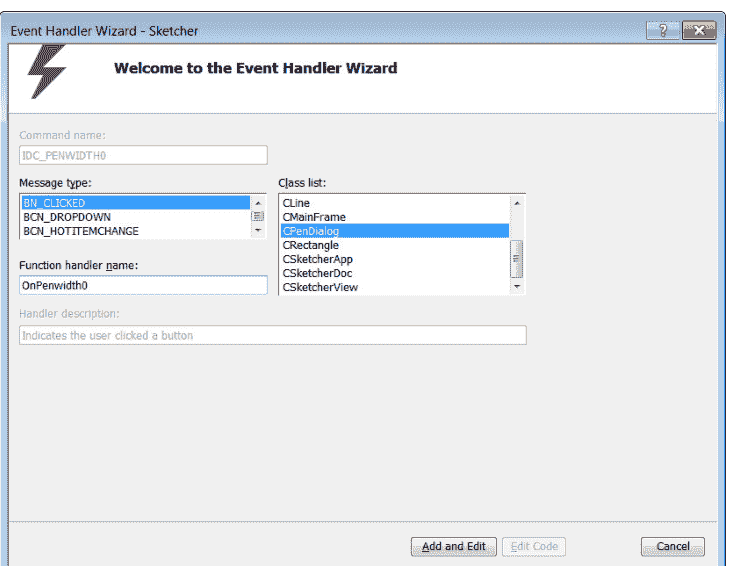 Event Handler Wizard - Sketcher
Welcome to the Event Handler Wizard
Command name:
IDC_PENWIDTH0
Message type:
BN_CLICKED
BCN_DROPDOWN
BCN_HOTITEMCHANGE
Class list:
CLine
CMainFrame
CPenDialog
CRectangle
CSketcherApp
CSketcherDoc
CSketcherView
Function handler name:
OnPenwidth0
Handler description:
Indicates the user clicked a button
Add and Edit
Edit Code
Cancel